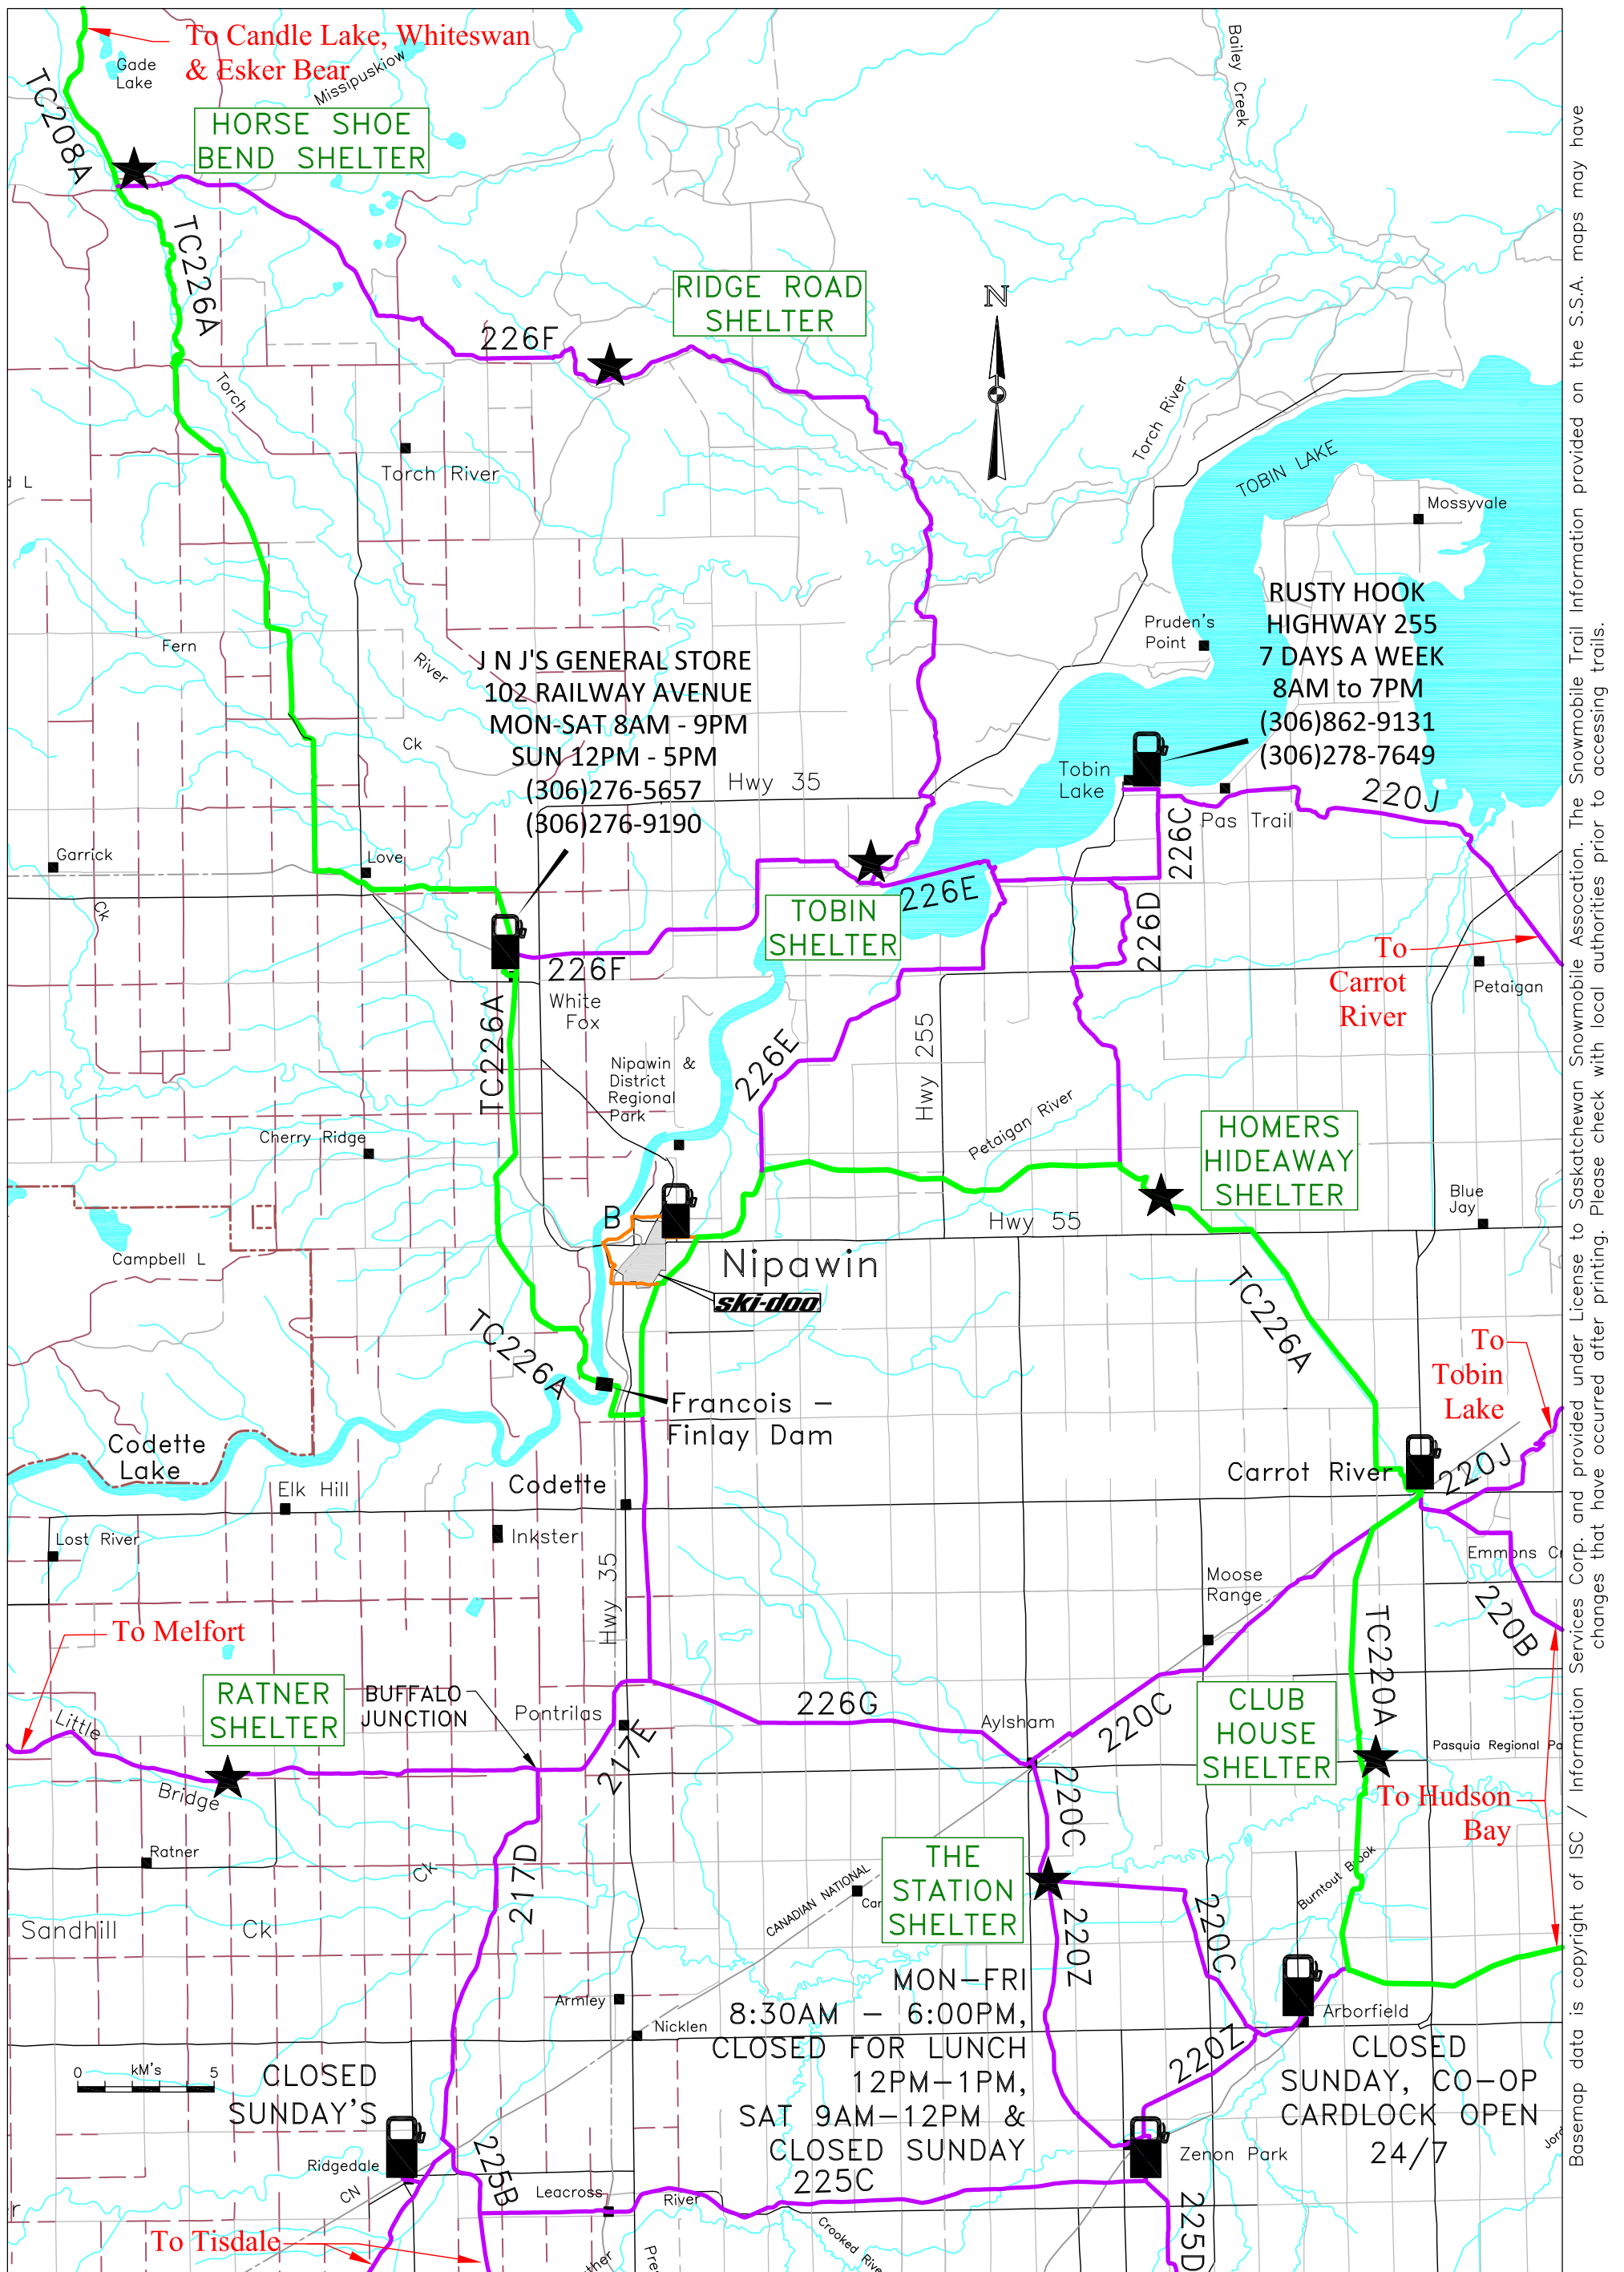 To Candle Lake, Whiteswan
& Esker Bear
Gade
Lake
Missipuskiow
Bailey Creek
TC208A
HORSE SHOE
BEND SHELTER
TC226A
RIDGE ROAD
SHELTER
N
226F
Torch
Torch River
Torch River
TOBIN LAKE
Mossyvale
RUSTY HOOK
HIGHWAY 255
7 DAYS A WEEK
8AM to 7PM
(306)862-9131
(306)278-7649
Pruden's
Point
Fern
River
J N J'S GENERAL STORE
102 RAILWAY AVENUE
MON-SAT 8AM - 9PM
SUN 12PM - 5PM
(306)276-5657
(306)276-9190
Ck
Hwy 35
Tobin
Lake
220J
Pas Trail
226C
Garrick
Love
Ck
226E
226D
TOBIN
SHELTER
To
Carrot
River
Petaigan
226F
White
Fox
TC226A
Nipawin &
District
Regional
Park
226E
Hwy 255
Petaigan River
HOMERS
HIDEAWAY
SHELTER
Cherry Ridge
Blue
Jay
B
Hwy 55
Nipawin
Campbell L
ski-doo
TC226A
TC226A
To
Tobin
Lake
Francois –
Finlay Dam
Codette
Lake
Carrot River
220J
Elk Hill
Codette
Inkster
Lost River
Emmons Cr
Moose
Range
220B
Hwy 35
To Melfort
TC220A
RATNER
SHELTER
BUFFALO
JUNCTION
Pontrilas
226G
Aylsham
220C
CLUB
HOUSE
SHELTER
Little
217E
Pasquia Regional Pa
Bridge
220C
To Hudson
Bay
Ratner
Ck
217D
THE
STATION
SHELTER
CANADIAN NATIONAL
Car
Burntout Brook
Sandhill
Ck
220Z
220C
MON–FRI
8:30AM – 6:00PM,
CLOSED FOR LUNCH
12PM–1PM,
SAT 9AM–12PM &
CLOSED SUNDAY
Armley
Nicklen
Arborfield
220Z
CLOSED
SUNDAY, CO–OP
CARDLOCK OPEN
24/7
0 kM's 5
CLOSED
SUNDAY'S
Ridgedale
CN
225B
Leacross
River
225C
Zenon Park
225D
To Tisdale
Crooked Rive
Basemap data is copyright of ISC / Information Services Corp. and provided under License to Saskatchewan Snowmobile Association. The Snowmobile Trail Information provided on the S.S.A. maps may have
changes that have occurred after printing. Please check with local authorities prior to accessing trails.